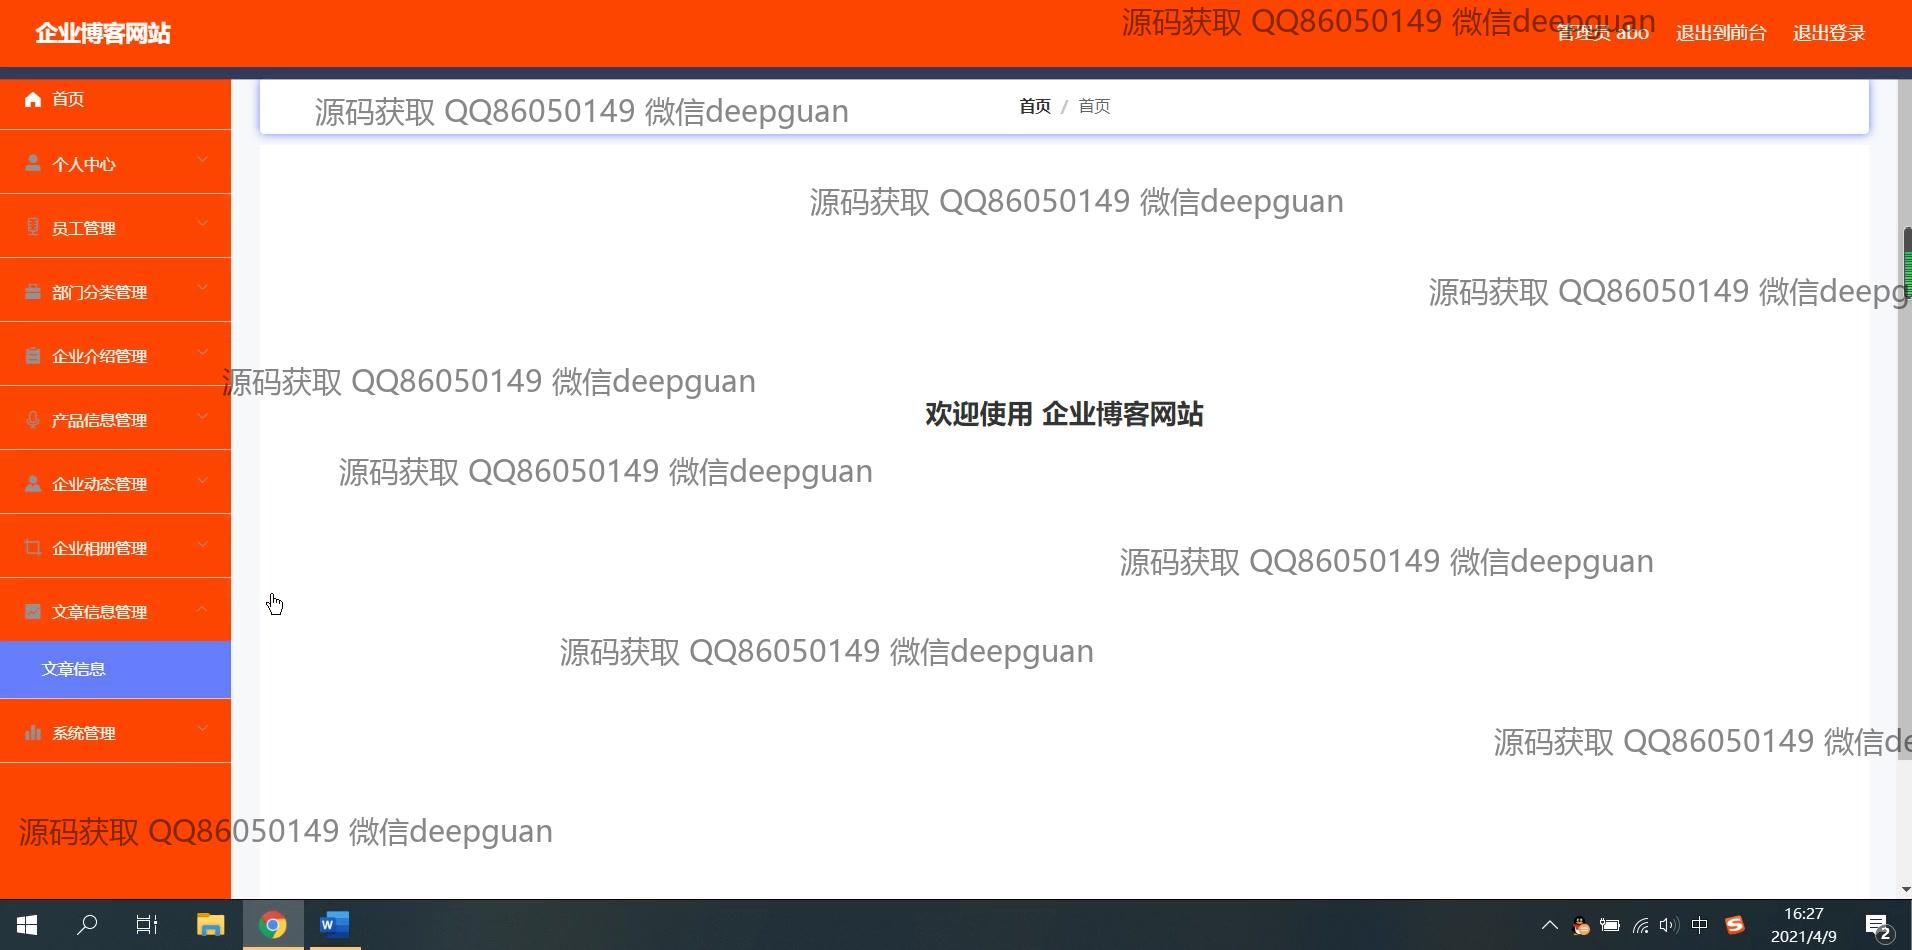 企业博客网站
源码获取 QQ86050149 微信deepguan
管理员 abo 退出到前台 退出登录
首页
源码获取 QQ86050149 微信deepguan
首页 / 首页
个人中心
源码获取 QQ86050149 微信deepguan
员工管理
部门分类管理
源码获取 QQ86050149 微信deepg
企业介绍管理
源码获取 QQ86050149 微信deepguan
产品信息管理
欢迎使用 企业博客网站
源码获取 QQ86050149 微信deepguan
企业动态管理
企业相册管理
源码获取 QQ86050149 微信deepguan
文章信息管理
源码获取 QQ86050149 微信deepguan
文章信息
系统管理
源码获取 QQ86050149 微信de
源码获取 QQ86050149 微信deepguan
中
16:27
2021/4/9
2